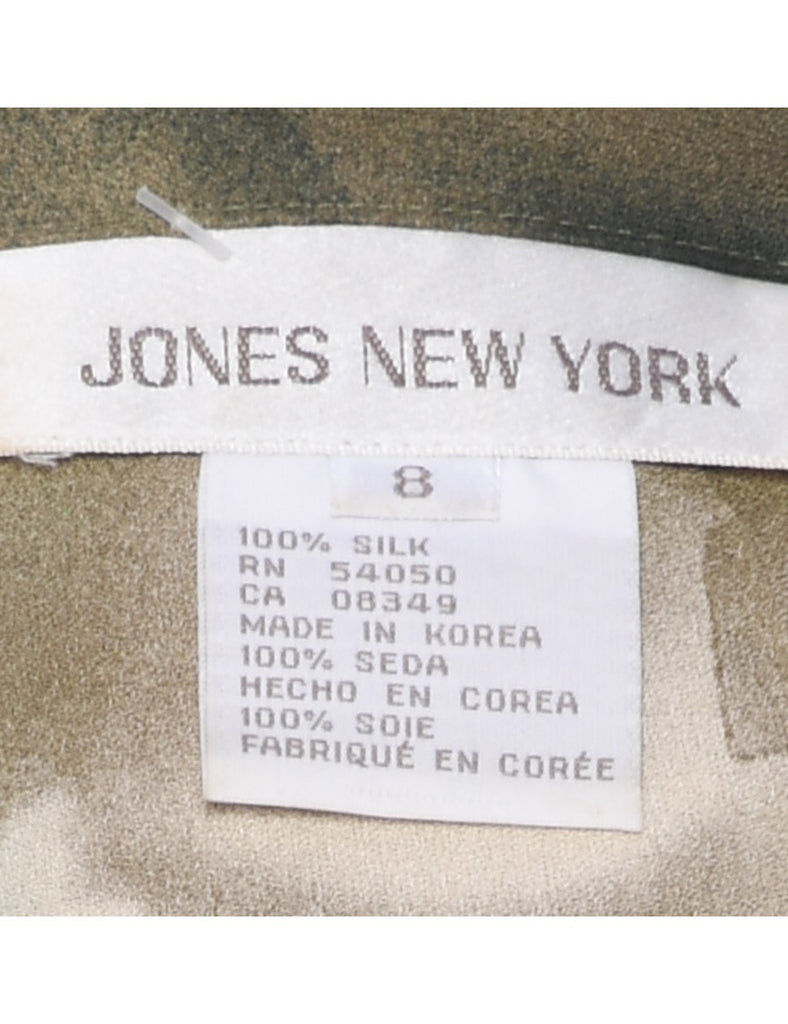 JONES NEW YORK
8
100% SILK
RN 54050
CA 08349
MADE IN KOREA
100% SEDA
HECHO EN COREA
100% SOIE
FABRIQUÉ EN CORÉE